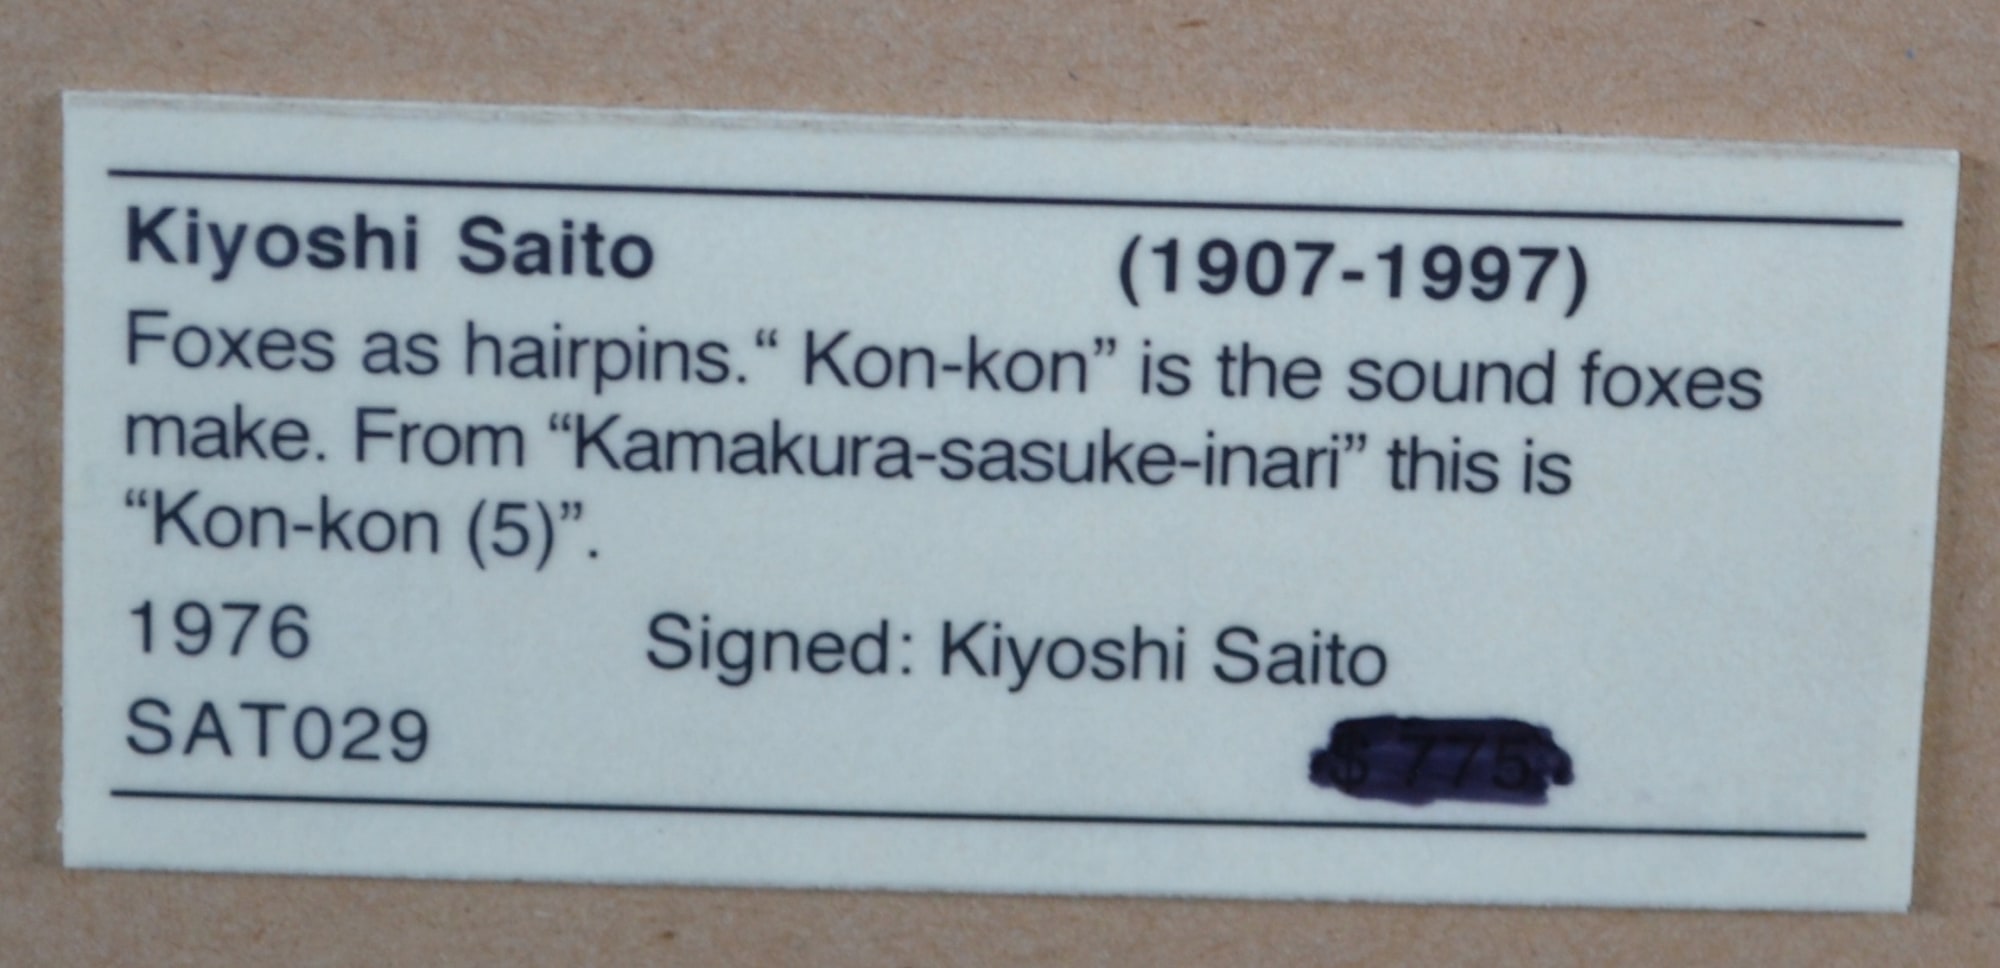 Kiyoshi Saito (1907-1997)
Foxes as hairpins.“ Kon-kon” is the sound foxes
make. From “Kamakura-sasuke-inari” this is
“Kon-kon (5)”.
1976 Signed: Kiyoshi Saito
SAT029 $ 775